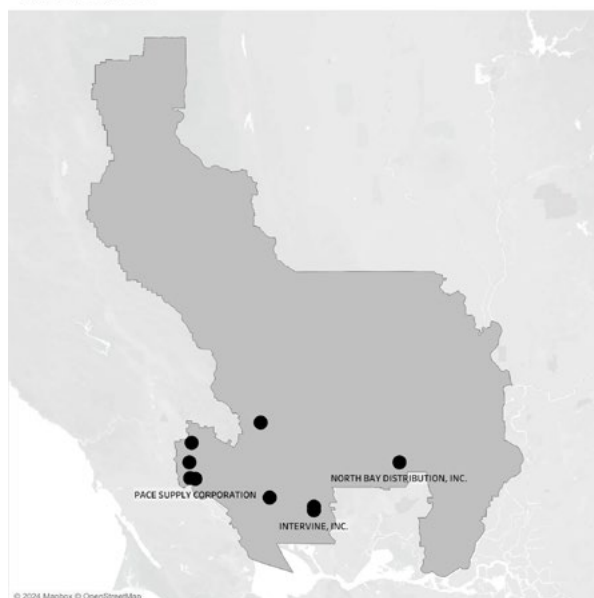 NORTH BAY DISTRIBUTION, INC.
PACE SUPPLY CORPORATION
INTERVINE, INC.
© 2024 Mapbox © OpenStreetMap